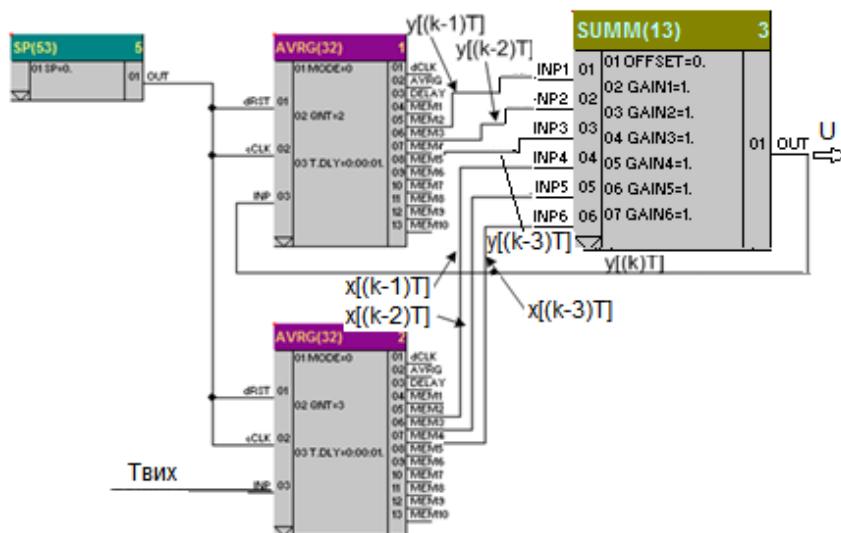 y[(k-1)T]
y[(k-2)T]
SP(53) 5
01 SP=0.
01 OUT
AVRG(32) 1
01 MODE=0
02 CNT=2
03 T.DLY=0:00:01.
dRST 01
cCLK 02
INP 03
01 dCLK
02 AVRG
03 DELAY
04 MEM1
05 MEM2
06 MEM3
07 MEM4
08 MEM5
09 MEM6
10 MEM7
11 MEM8
12 MEM9
13 MEM10
SUMM(13) 3
INP1 01
-NP2 02
INP3 03
INP4 04
INP5 05
INP6 06
01 OFFSET=0.
02 GAIN1=1.
03 GAIN2=1.
04 GAIN3=1.
05 GAIN4=1.
06 GAIN5=1.
07 GAIN6=1.
01 OUT
U
y[(k-3)T]
y[(k)T]
x[(k-1)T]
x[(k-2)T]
x[(k-3)T]
AVRG(32) 2
01 MODE=0
02 CNT=3
03 T.DLY=0:00:01.
dRST 01
cCLK 02
INP 03
01 dCLK
02 AVRG
03 DELAY
04 MEM1
05 MEM2
06 MEM3
07 MEM4
08 MEM5
09 MEM6
10 MEM7
11 MEM8
12 MEM9
13 MEM10
Твих